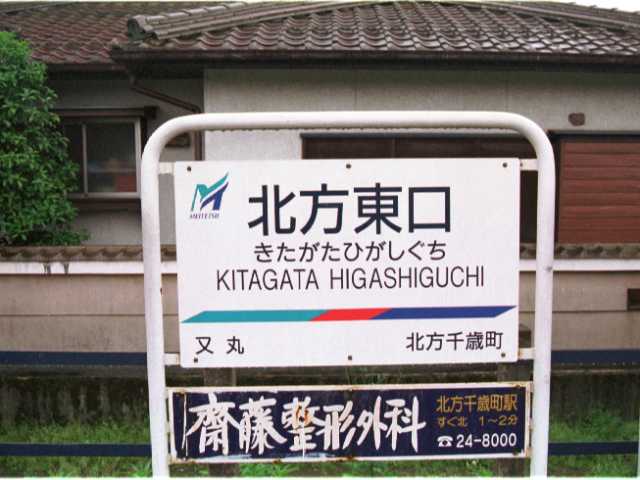 MEITETSU
北方東口
きたがたひがしぐち
KITAGATA HIGASHIGUCHI
又丸 北方千歳町
齋藤整形外科
北方千歳町駅
すぐ北 1〜2分
☎24-8000